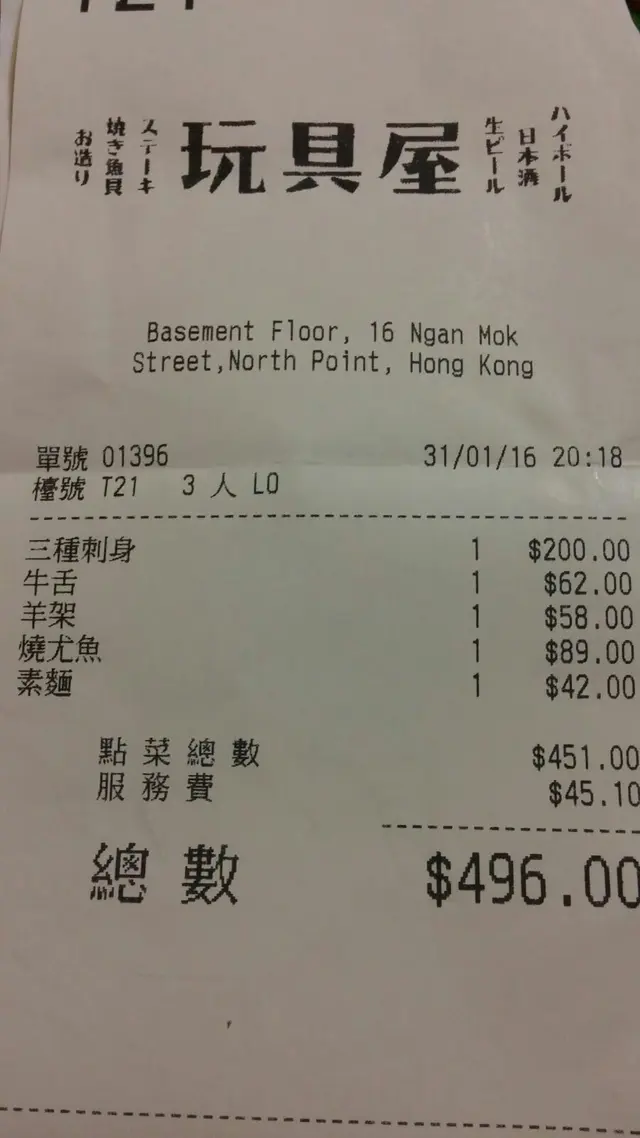 T21
お造り
焼き魚貝
ステーキ
玩具屋
生ビール
日本酒
ハイボール
Basement Floor, 16 Ngan Mok
Street,North Point, Hong Kong
單號 01396 31/01/16 20:18
檯號 T21 3 人 LO
三種刺身 1 $200.00
牛舌 1 $62.00
羊架 1 $58.00
燒尤魚 1 $89.00
素麵 1 $42.00
點菜總數 $451.00
服務費 $45.10
總數 $496.00